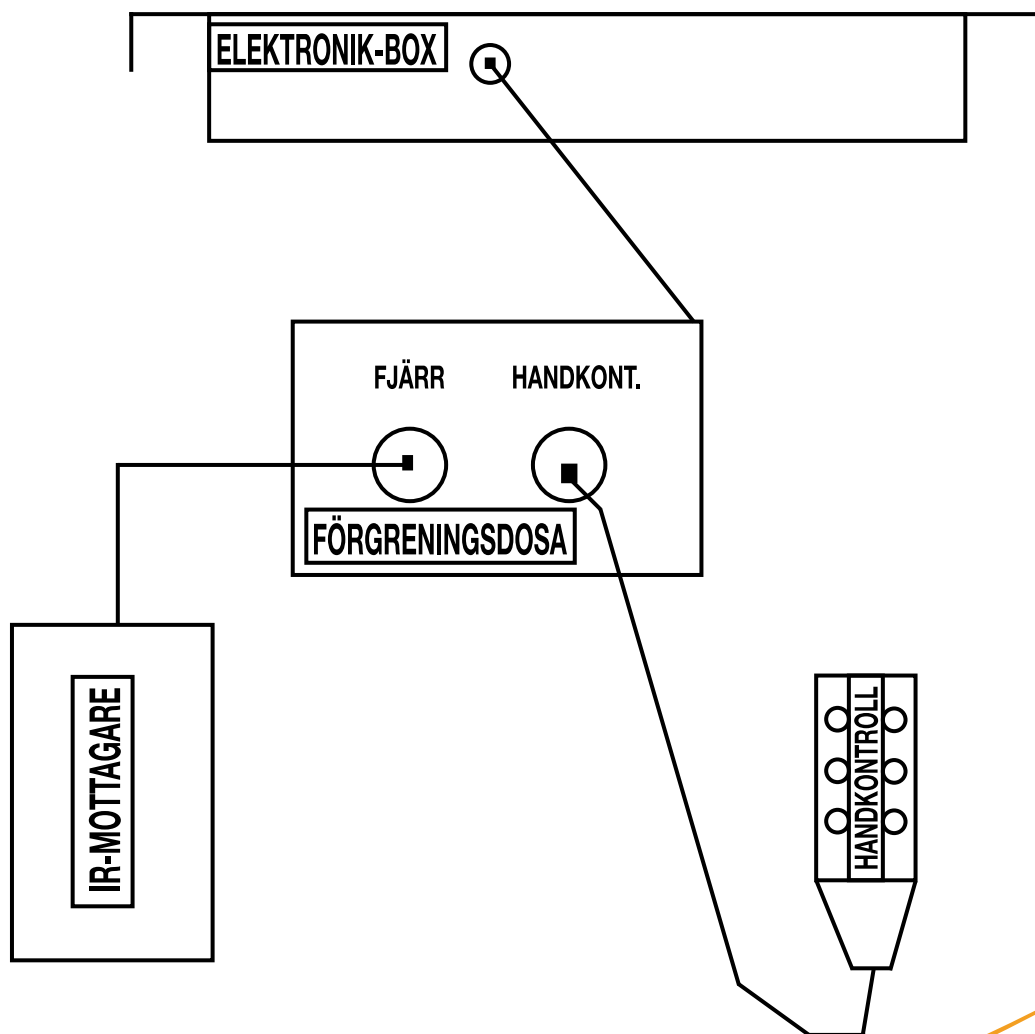 ELEKTRONIK-BOX
FJÄRR
HANDKONT.
FÖRGRENINGSDOSA
IR-MOTTAGARE
HANDKONTROLL